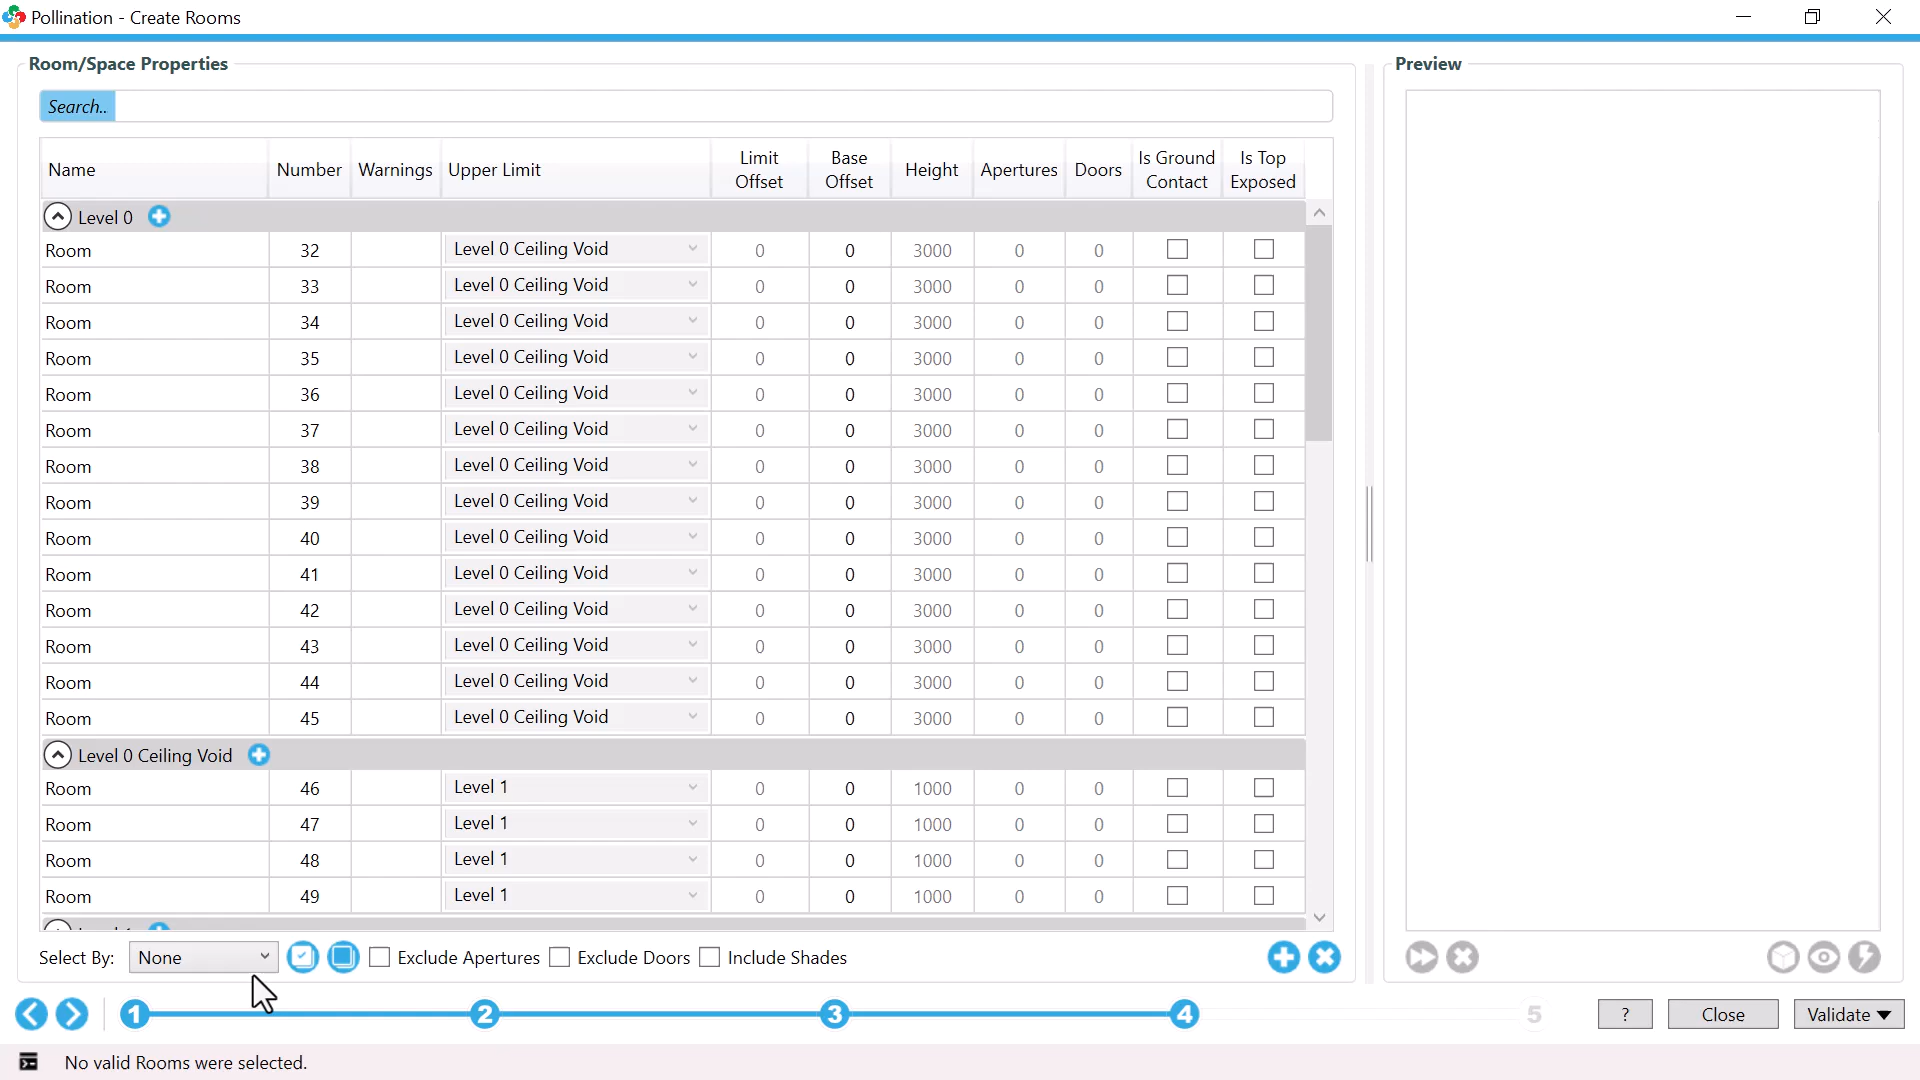 Pollination - Create Rooms
Room/Space Properties
Search..
Name Number Warnings Upper Limit Limit Offset Base Offset Height Apertures Doors Is Ground Contact Is Top Exposed
Level 0
Room 32 Level 0 Ceiling Void 0 0 3000 0 0
Room 33 Level 0 Ceiling Void 0 0 3000 0 0
Room 34 Level 0 Ceiling Void 0 0 3000 0 0
Room 35 Level 0 Ceiling Void 0 0 3000 0 0
Room 36 Level 0 Ceiling Void 0 0 3000 0 0
Room 37 Level 0 Ceiling Void 0 0 3000 0 0
Room 38 Level 0 Ceiling Void 0 0 3000 0 0
Room 39 Level 0 Ceiling Void 0 0 3000 0 0
Room 40 Level 0 Ceiling Void 0 0 3000 0 0
Room 41 Level 0 Ceiling Void 0 0 3000 0 0
Room 42 Level 0 Ceiling Void 0 0 3000 0 0
Room 43 Level 0 Ceiling Void 0 0 3000 0 0
Room 44 Level 0 Ceiling Void 0 0 3000 0 0
Room 45 Level 0 Ceiling Void 0 0 3000 0 0
Level 0 Ceiling Void
Room 46 Level 1 0 0 1000 0 0
Room 47 Level 1 0 0 1000 0 0
Room 48 Level 1 0 0 1000 0 0
Room 49 Level 1 0 0 1000 0 0
Select By: None Exclude Apertures Exclude Doors Include Shades
Preview
1 2 3 4 5 ? Close Validate
No valid Rooms were selected.